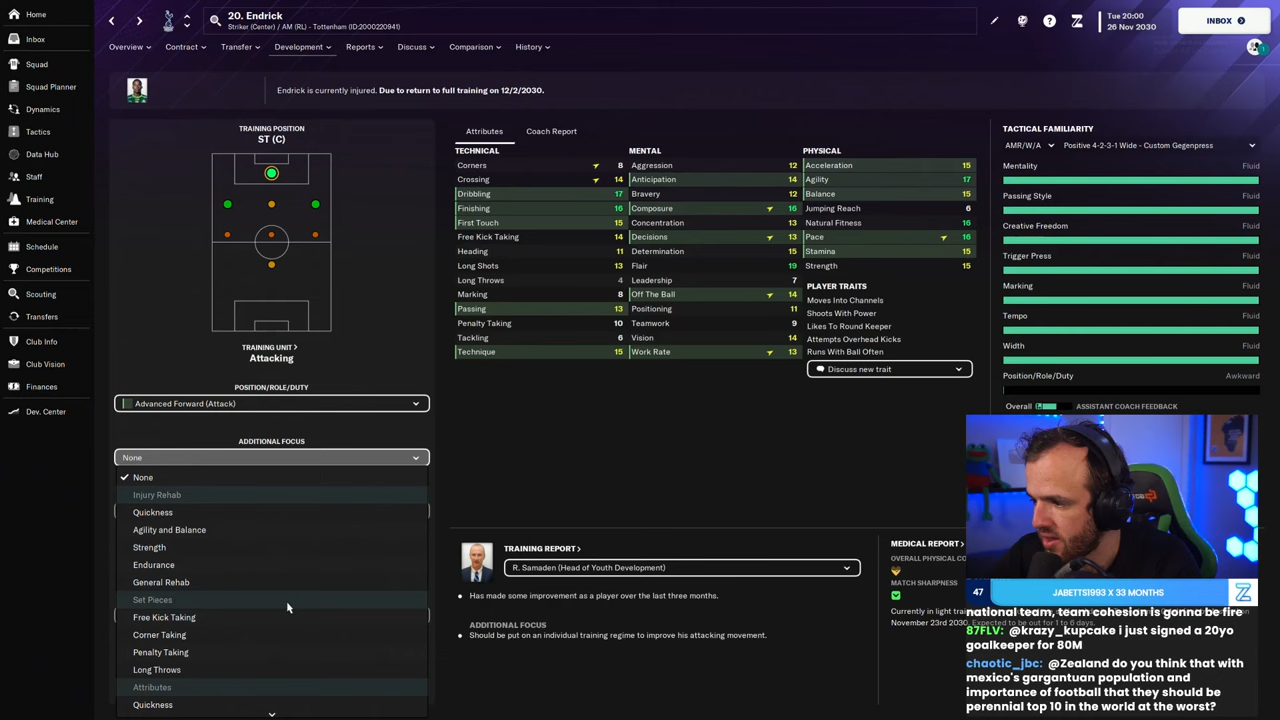 Home
Inbox
Squad
Squad Planner
Dynamics
Tactics
Data Hub
Staff
Training
Medical Center
Schedule
Competitions
Scouting
Transfers
Club Info
Club Vision
Finances
Dev. Center
20. Endrick
Striker (Center) / AM (RL) - Tottenham (ID:2000220941)
Tue 20:00
26 Nov 2030
INBOX
Overview
Contract
Transfer
Development
Reports
Discuss
Comparison
History
1
Endrick is currently injured. Due to return to full training on 12/2/2030.
TRAINING POSITION
ST (C)
TRAINING UNIT
Attacking
POSITION/ROLE/DUTY
Advanced Forward (Attack)
ADDITIONAL FOCUS
None
None
Injury Rehab
Quickness
Agility and Balance
Strength
Endurance
General Rehab
Set Pieces
Free Kick Taking
Corner Taking
Penalty Taking
Long Throws
Attributes
Quickness
Attributes
Coach Report
TECHNICAL
Corners 8
Crossing 14
Dribbling 17
Finishing 16
First Touch 15
Free Kick Taking 14
Heading 11
Long Shots 13
Long Throws 4
Marking 8
Passing 13
Penalty Taking 10
Tackling 6
Technique 15
MENTAL
Aggression 12
Anticipation 14
Bravery 12
Composure 16
Concentration 13
Decisions 13
Determination 15
Flair 19
Leadership 7
Off The Ball 14
Positioning 11
Teamwork 9
Vision 14
Work Rate 13
PHYSICAL
Acceleration 15
Agility 17
Balance 15
Jumping Reach 6
Natural Fitness 16
Pace 16
Stamina 15
Strength 15
PLAYER TRAITS
Moves Into Channels
Shoots With Power
Likes To Round Keeper
Attempts Overhead Kicks
Runs With Ball Often
Discuss new trait
TRAINING REPORT
R. Samaden (Head of Youth Development)
Has made some improvement as a player over the last three months.
ADDITIONAL FOCUS
Should be put on an individual training regime to improve his attacking movement.
MEDICAL REPORT
OVERALL PHYSICAL CO
MATCH SHARPNESS
Currently in light tra
November 23rd 2030. Expected to be out for 1 to 6 days.
TACTICAL FAMILIARITY
AMR/W/A
Positive 4-2-3-1 Wide - Custom Gegenpress
Mentality Fluid
Passing Style Fluid
Creative Freedom Fluid
Trigger Press Fluid
Marking Fluid
Tempo Fluid
Width Fluid
Position/Role/Duty Awkward
Overall
ASSISTANT COACH FEEDBACK
47
JABETTS1993 X 33 MONTHS
national team, team cohesion is gonna be fire
87FLV: @krazy_kupcake i just signed a 20yo
goalkeeper for 80M
chaotic_jbc: @Zealand do you think that with
mexico's gargantuan population and
importance of football that they should be
perennial top 10 in the world at the worst?